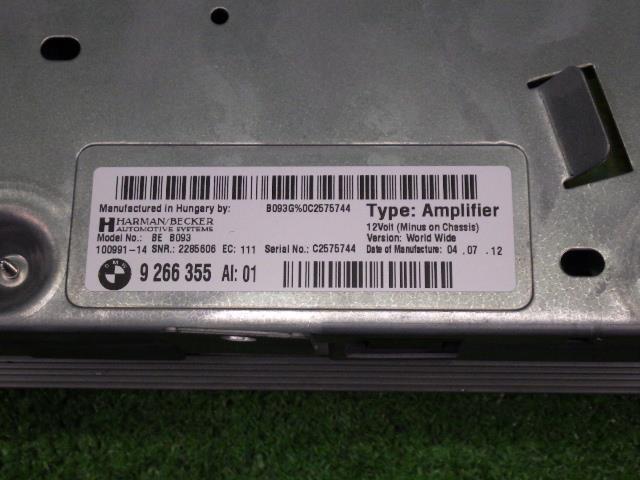 Manufactured in Hungary by: B093G%0C2575744 Type: Amplifier
HARMAN/BECKER 12Volt (Minus on Chassis)
AUTOMOTIVE SYSTEMS
Model No.: BE B093 Version: World Wide
100991-14 SNR.: 2285606 EC: 111 Serial No.: C2575744 Date of Manufacture: 04 . 07 . 12
BMW 9 266 355 AI: 01